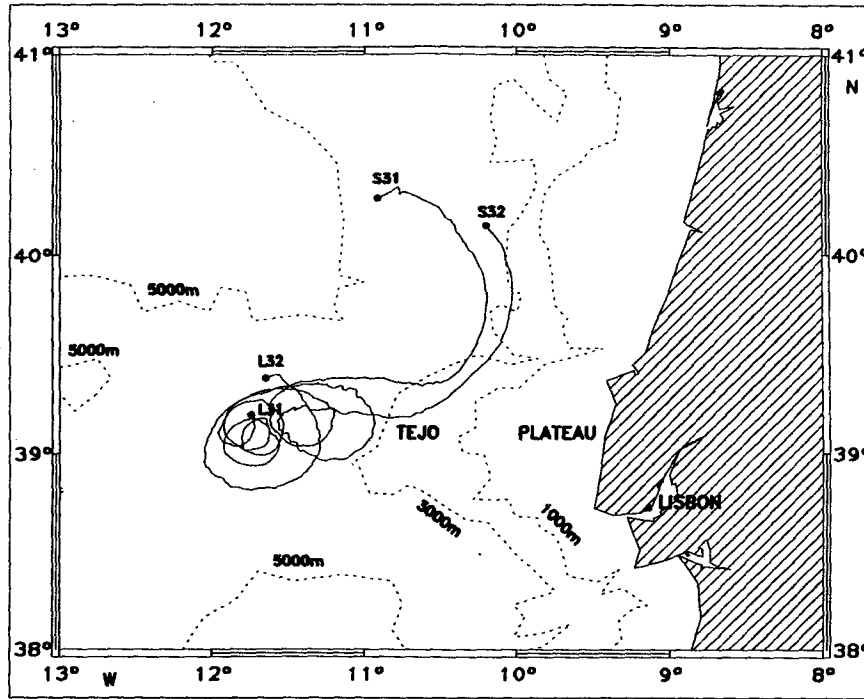 13° 12° 11° 10° 9° 8°
41° 41°
N
S31
S32
40° 40°
5000m
5000m
L32
L31
TEJO PLATEAU
39° 39°
LISBON
3000m
1000m
5000m
38° 38°
13° 12° 11° 10° 9° 8°
W